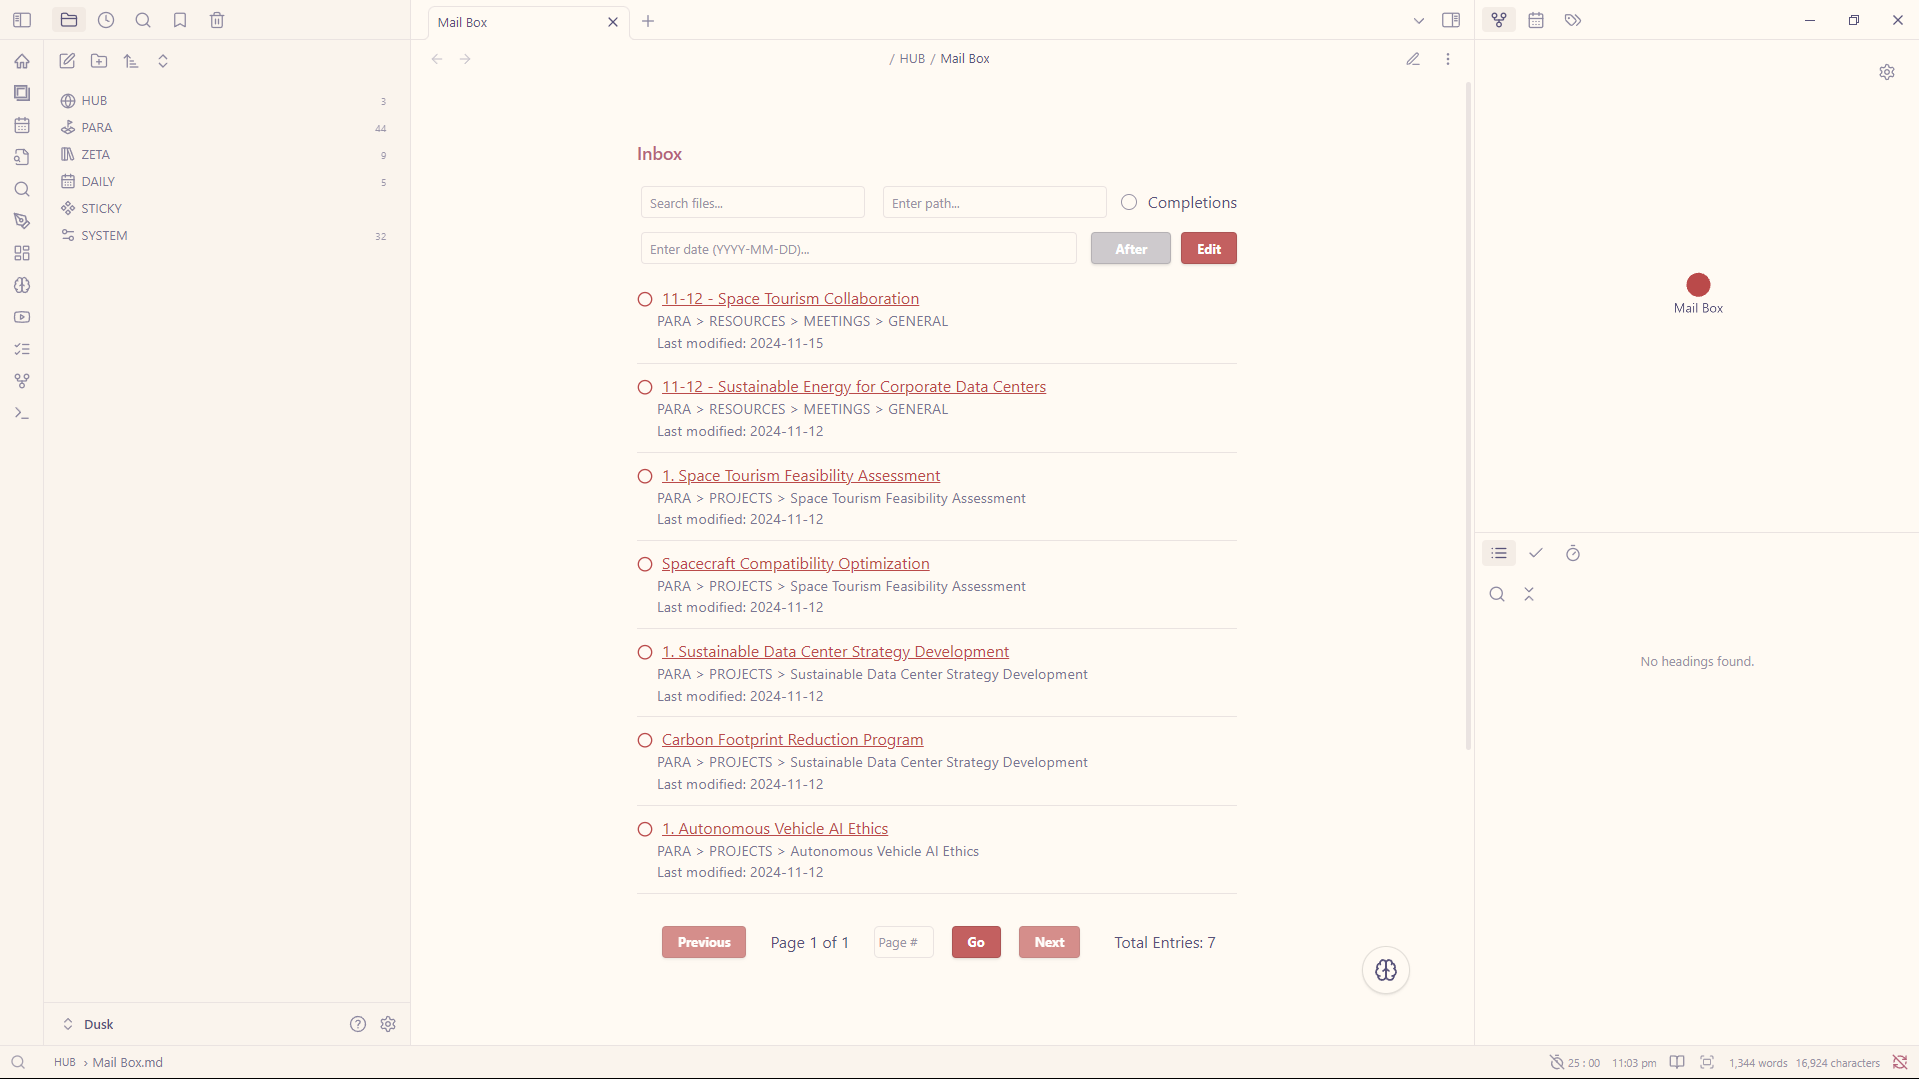 Mail Box
/ HUB / Mail Box
HUB 3
PARA 44
ZETA 9
DAILY 5
STICKY
SYSTEM 32
Inbox
Search files...
Enter path...
Completions
Enter date (YYYY-MM-DD)...
After
Edit
11-12 - Space Tourism Collaboration
PARA > RESOURCES > MEETINGS > GENERAL
Last modified: 2024-11-15
11-12 - Sustainable Energy for Corporate Data Centers
PARA > RESOURCES > MEETINGS > GENERAL
Last modified: 2024-11-12
1. Space Tourism Feasibility Assessment
PARA > PROJECTS > Space Tourism Feasibility Assessment
Last modified: 2024-11-12
Spacecraft Compatibility Optimization
PARA > PROJECTS > Space Tourism Feasibility Assessment
Last modified: 2024-11-12
1. Sustainable Data Center Strategy Development
PARA > PROJECTS > Sustainable Data Center Strategy Development
Last modified: 2024-11-12
Carbon Footprint Reduction Program
PARA > PROJECTS > Sustainable Data Center Strategy Development
Last modified: 2024-11-12
1. Autonomous Vehicle AI Ethics
PARA > PROJECTS > Autonomous Vehicle AI Ethics
Last modified: 2024-11-12
Previous
Page 1 of 1
Page #
Go
Next
Total Entries: 7
Mail Box
No headings found.
Dusk
HUB › Mail Box.md
25 : 00
11:03 pm
1,344 words
16,924 characters